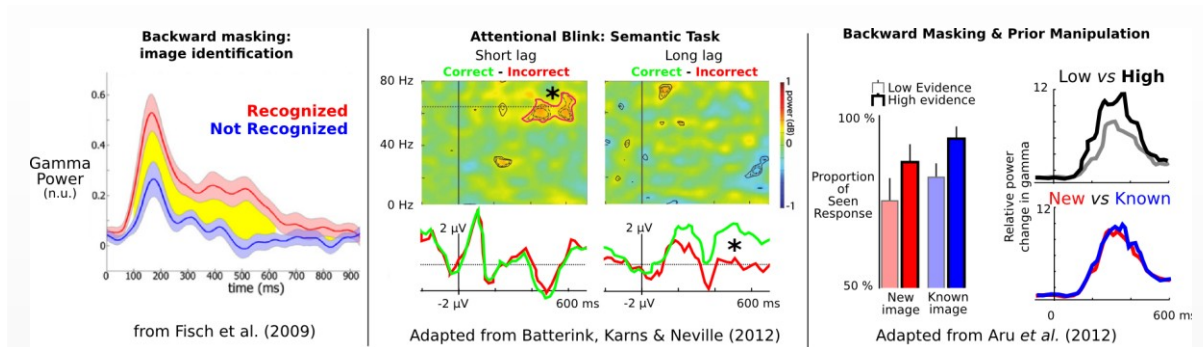 Backward masking:
image identification
0.6
0.4
0.2
0
Gamma
Power
(n.u.)
Recognized
Not Recognized
0 100 200 300 400 500 600 700 800 900
time (ms)
from Fisch et al. (2009)
Attentional Blink: Semantic Task
Short lag
Long lag
Correct - Incorrect
Correct - Incorrect
80 Hz
40 Hz
0 Hz
*
1
0
-1
power (dB)
2 µV
-2 µV
600 ms
2 µV
*
-2 µV
600 ms
Adapted from Batterink, Karns & Neville (2012)
Backward Masking & Prior Manipulation
Low Evidence
High evidence
100 %
50 %
Proportion
of
Seen
Response
New
image
Known
image
Low vs High
12
Relative power
change in gamma
New vs Known
12
0
600 ms
Adapted from Aru et al. (2012)